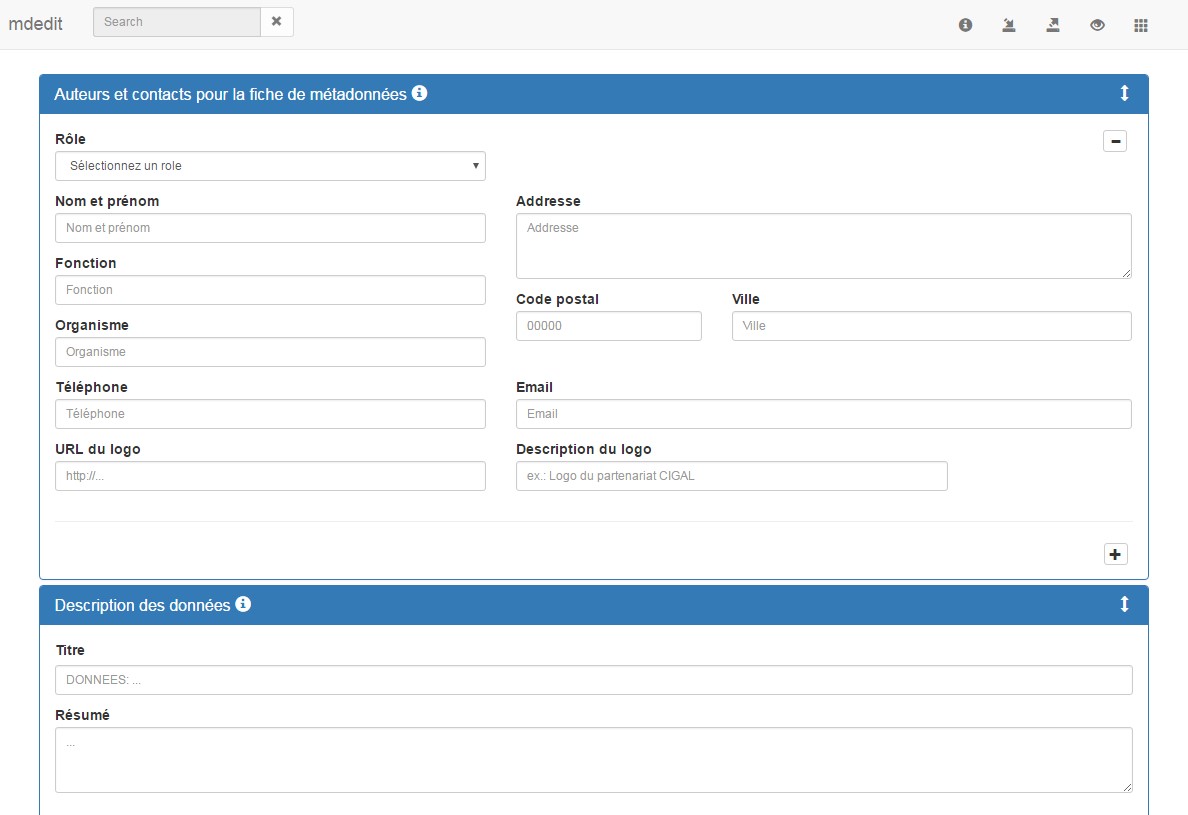 mdedit
Search
Auteurs et contacts pour la fiche de métadonnées
Rôle
Sélectionnez un role
Nom et prénom
Nom et prénom
Addresse
Addresse
Fonction
Fonction
Code postal
00000
Ville
Ville
Organisme
Organisme
Téléphone
Téléphone
Email
Email
URL du logo
http://...
Description du logo
ex.: Logo du partenariat CIGAL
Description des données
Titre
DONNEES: ...
Résumé
...